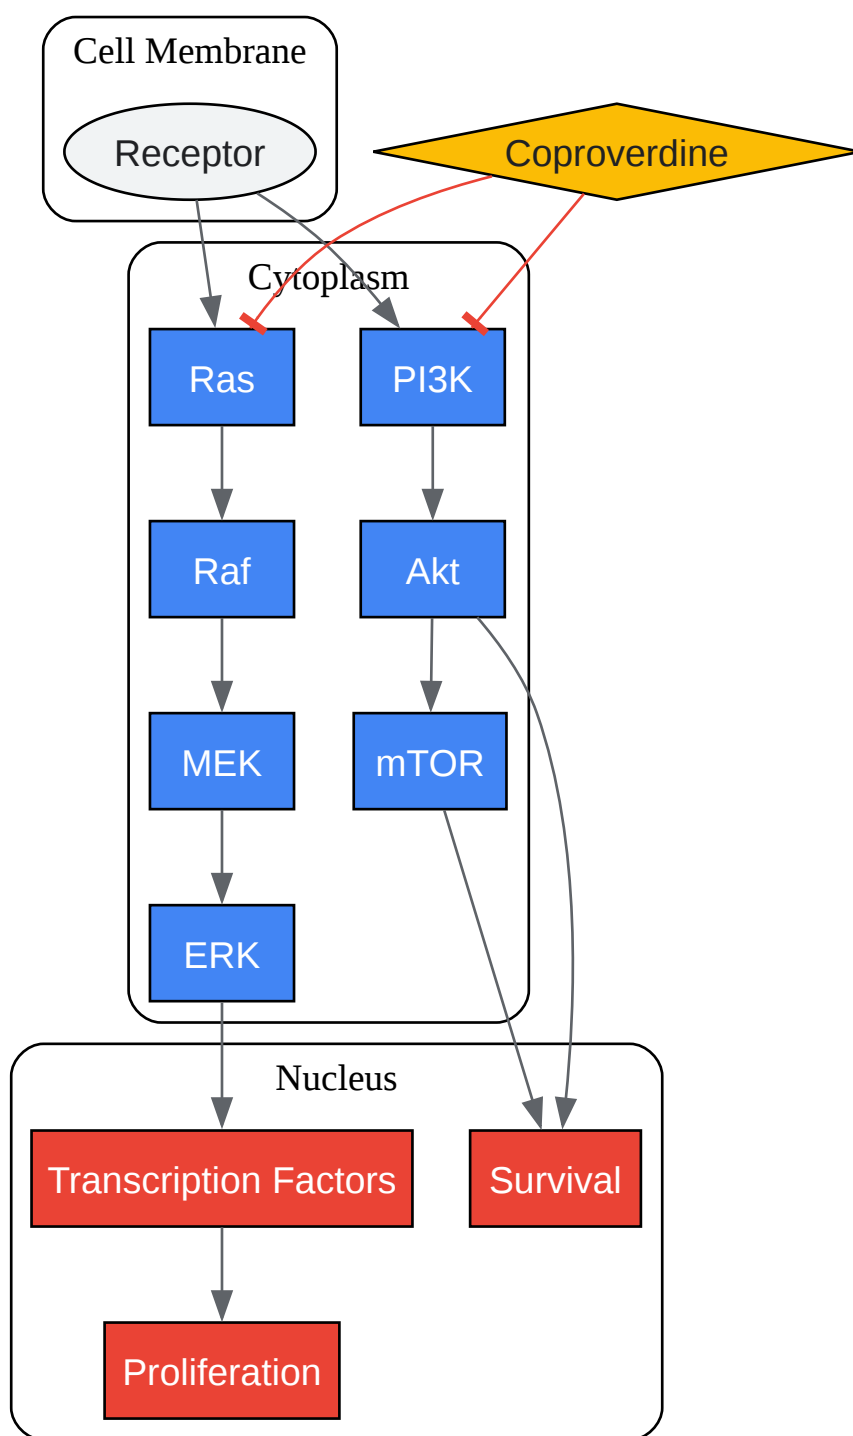 Cell Membrane
Receptor
Coproverdine
Cytoplasm
Ras
PI3K
Raf
Akt
MEK
mTOR
ERK
Nucleus
Transcription Factors
Survival
Proliferation